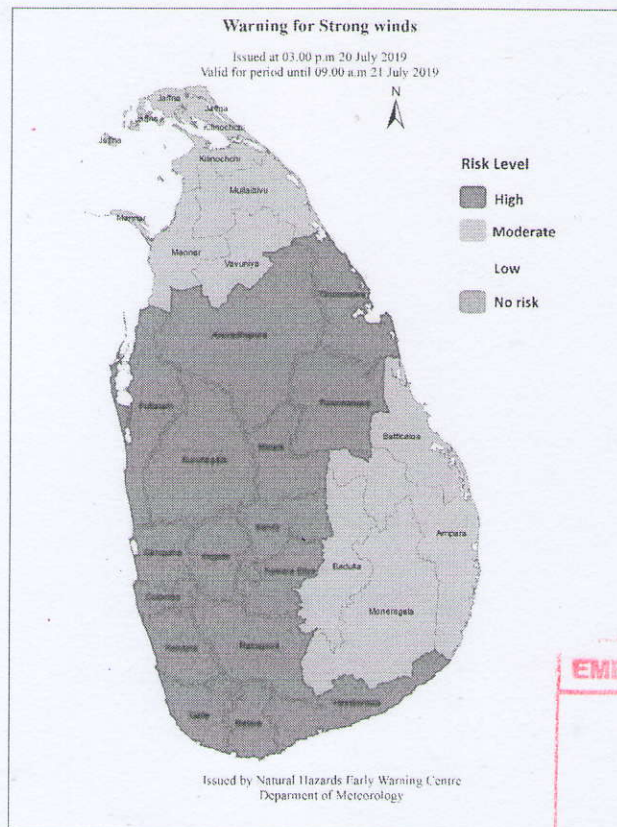 Warning for Strong winds
Issued at 03.00 p.m 20 July 2019
Valid for period until 09.00 a.m 21 July 2019
N
Jaffna
Jaffna
Jaffna
Kilinochchi
Jaffna
Kilinochchi
Mullaitivu
Mannar
Mannar
Vavuniya
Risk Level
High
Moderate
Low
No risk
Trincomalee
Anuradhapura
Polonnaruwa
Puttalam
Matale
Batticaloa
Kurunegala
Kandy
Ampara
Gampaha
Kegalle
Badulla
Nuwara Eliya
Colombo
Moneragala
Kalutara
Ratnapura
Hambantota
Galle
Matara
EM
Issued by Natural Hazards Early Warning Centre
Deparment of Meteorology